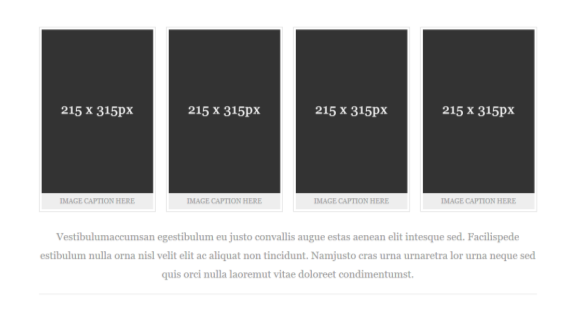 215 x 315px 215 x 315px 215 x 315px 215 x 315px
IMAGE CAPTION HERE IMAGE CAPTION HERE IMAGE CAPTION HERE IMAGE CAPTION HERE
Vestibulumaccumsan egestibulum eu justo convallis augue estas aenean elit intesque sed. Facilispede
estibulum nulla orna nisl velit elit ac aliquat non tincidunt. Namjusto cras urna urnaretra lor urna neque sed
quis orci nulla laoremut vitae doloreet condimentumst.